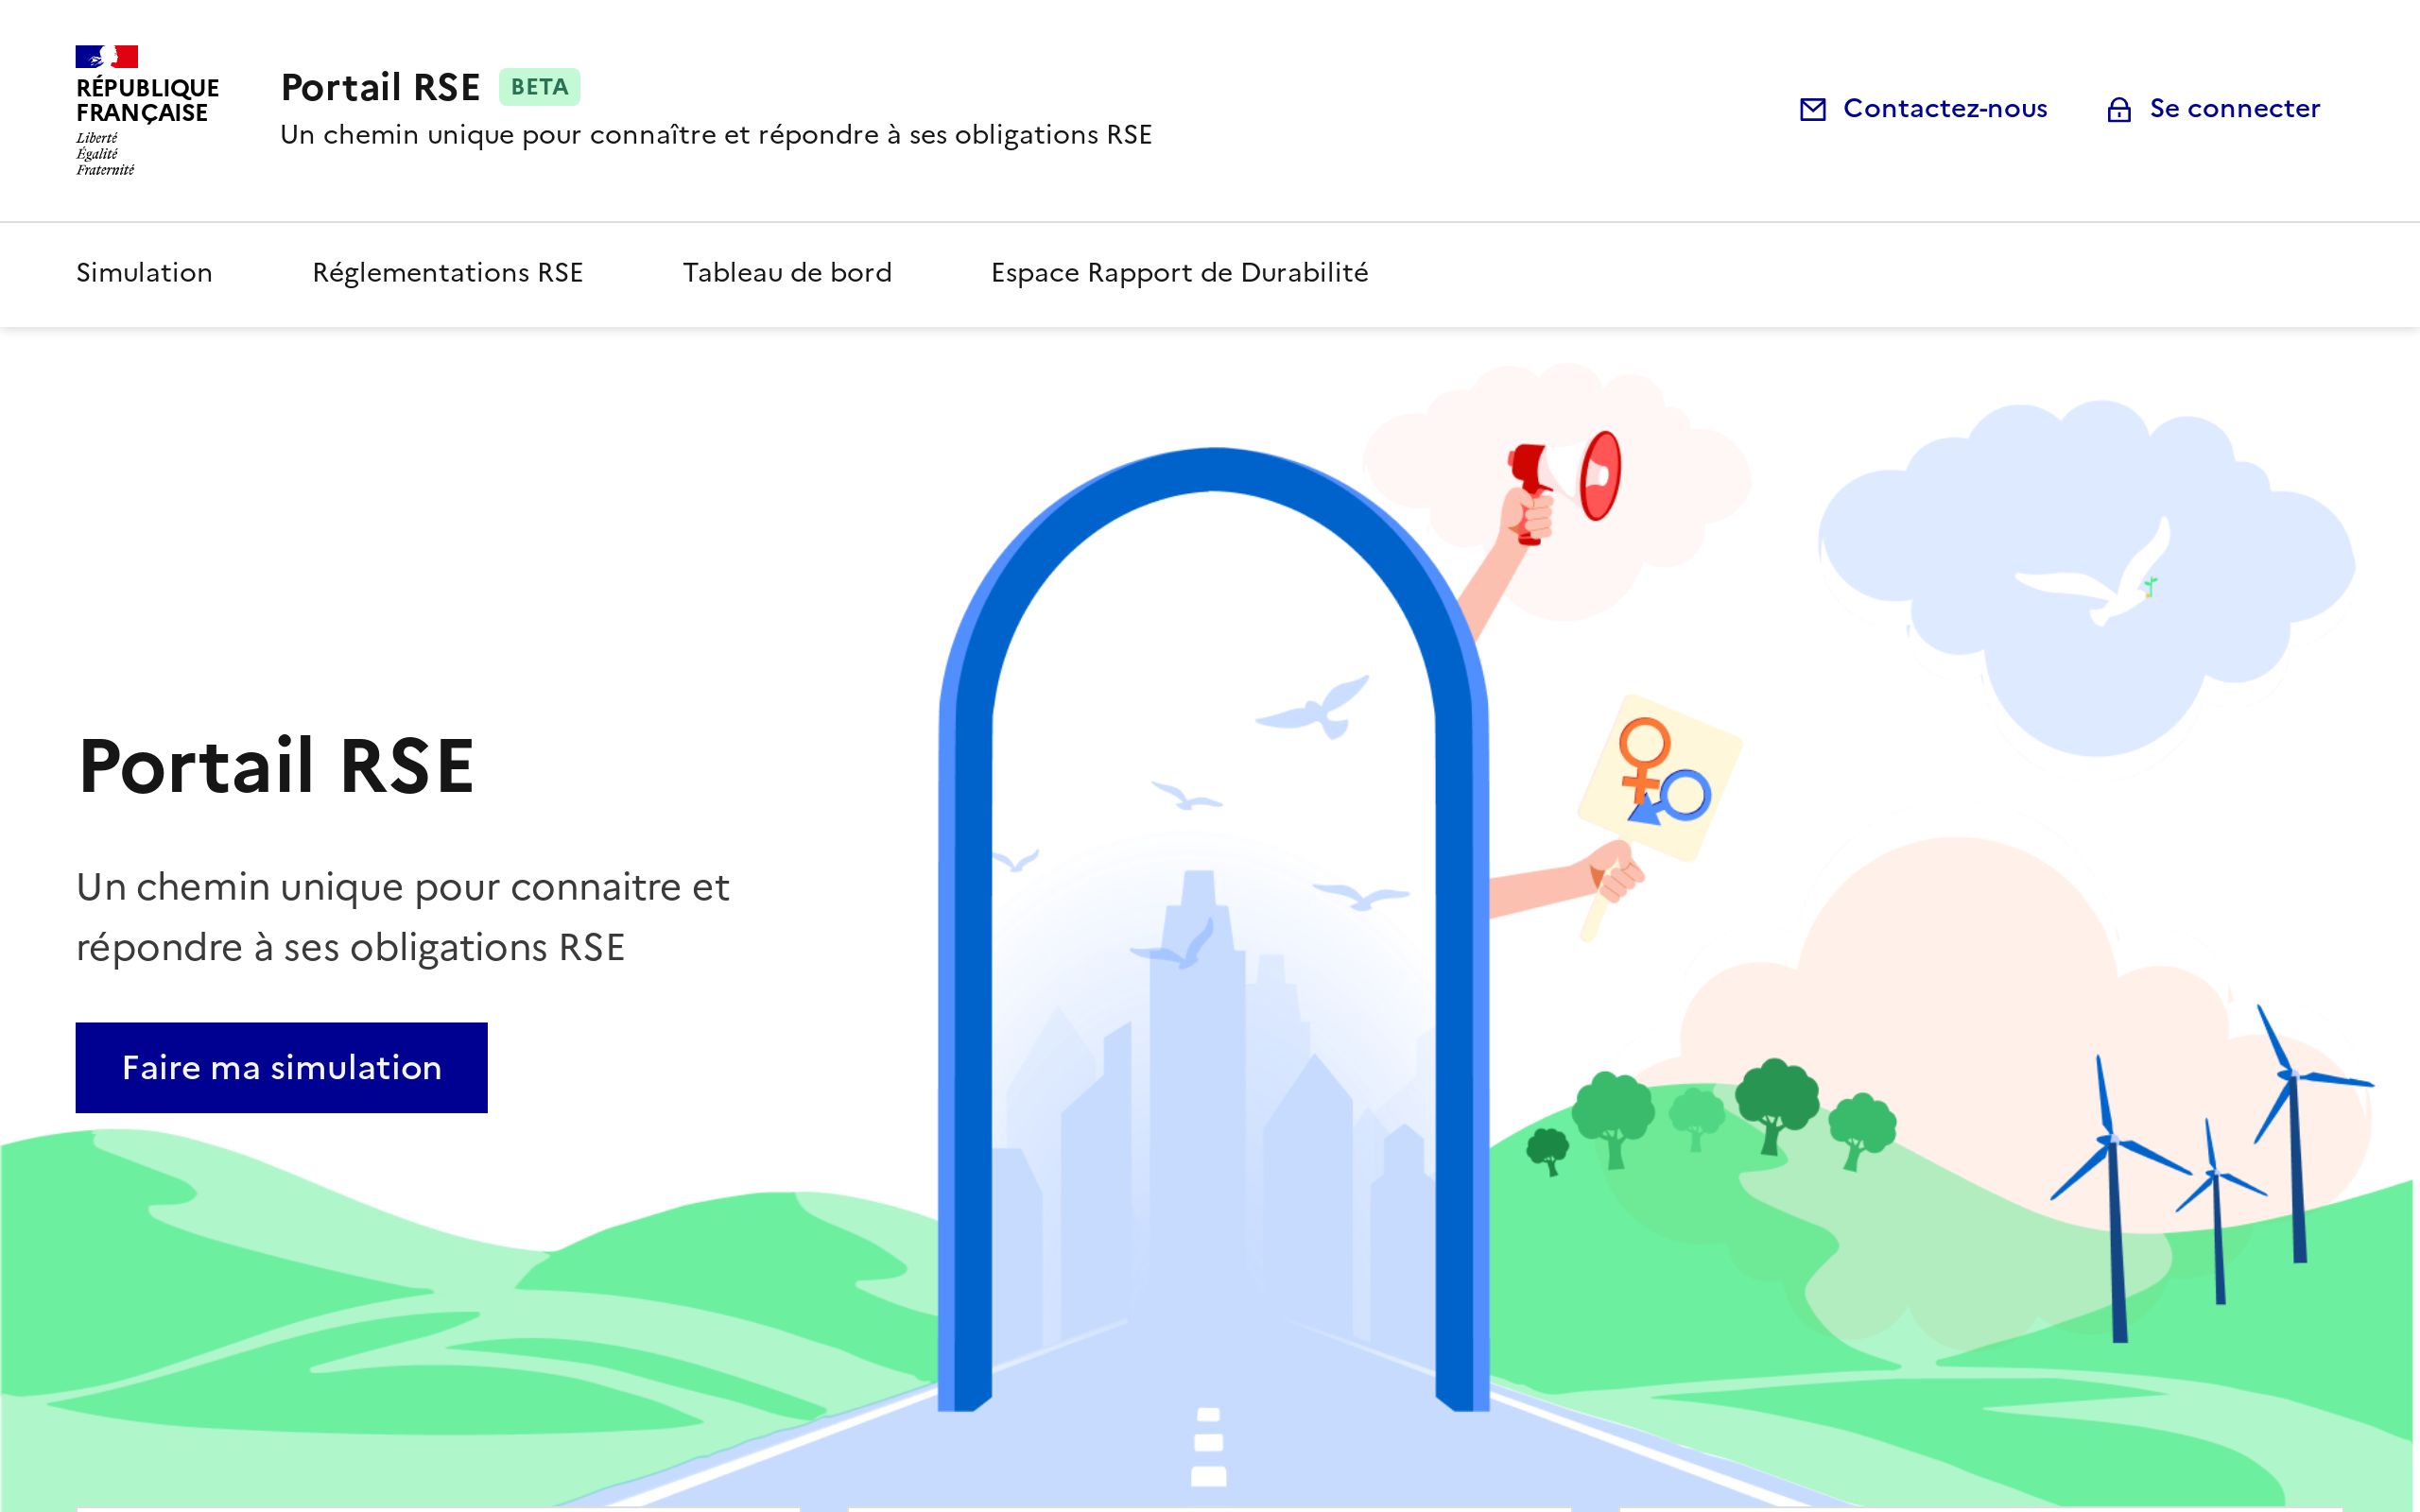 RÉPUBLIQUE
FRANÇAISE
Liberté
Égalité
Fraternité
Portail RSE BETA
Un chemin unique pour connaître et répondre à ses obligations RSE
Contactez-nous
Se connecter
Simulation
Réglementations RSE
Tableau de bord
Espace Rapport de Durabilité
Portail RSE
Un chemin unique pour connaitre et
répondre à ses obligations RSE
Faire ma simulation